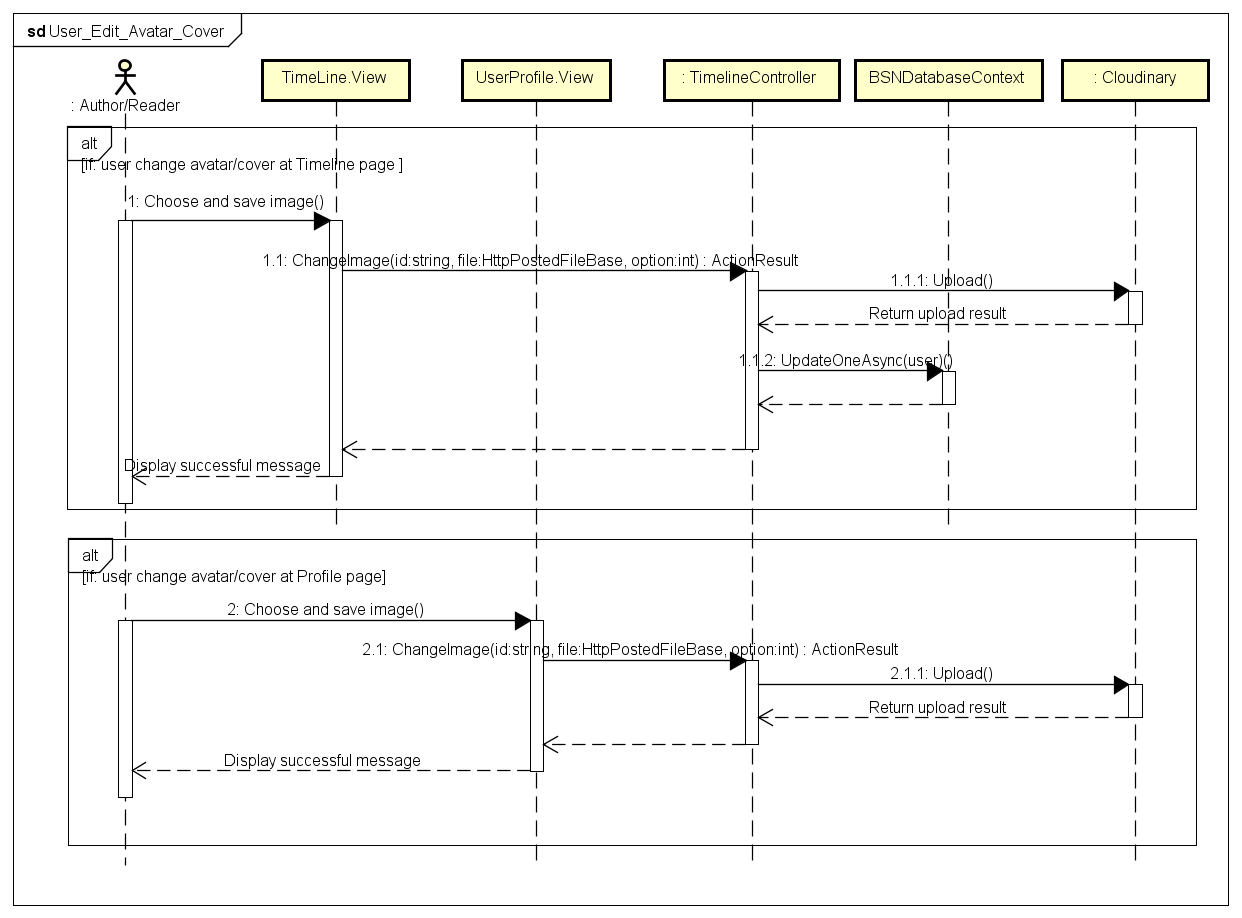 sd User_Edit_Avatar_Cover
: Author/Reader
TimeLine.View
UserProfile.View
: TimelineController
BSNDatabaseContext
: Cloudinary
alt
[if: user change avatar/cover at Timeline page ]
1: Choose and save image()
1.1: ChangeImage(id:string, file:HttpPostedFileBase, option:int) : ActionResult
1.1.1: Upload()
Return upload result
1.1.2: UpdateOneAsync(user)()
Display successful message
alt
[if: user change avatar/cover at Profile page]
2: Choose and save image()
2.1: ChangeImage(id:string, file:HttpPostedFileBase, option:int) : ActionResult
2.1.1: Upload()
Return upload result
Display successful message